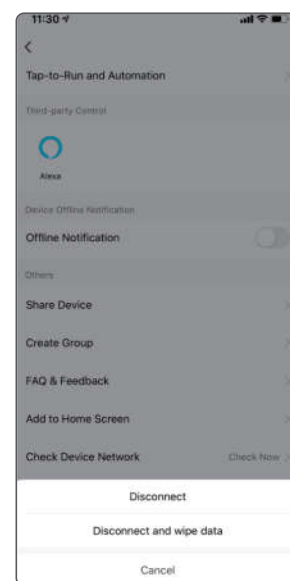 11:30
Tap-to-Run and Automation
Third-party Control
Alexa
Device Offline Notification
Offline Notification
Others
Share Device
Create Group
FAQ & Feedback
Add to Home Screen
Check Device Network Check Now
Disconnect
Disconnect and wipe data
Cancel